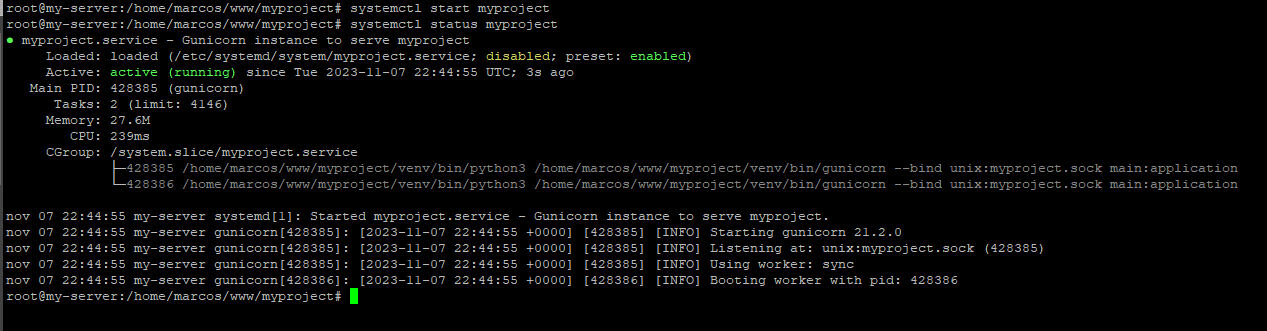 root@my-server:/home/marcos/www/myproject# systemctl start myproject
root@my-server:/home/marcos/www/myproject# systemctl status myproject
● myproject.service - Gunicorn instance to serve myproject
     Loaded: loaded (/etc/systemd/system/myproject.service; disabled; preset: enabled)
     Active: active (running) since Tue 2023-11-07 22:44:55 UTC; 3s ago
   Main PID: 428385 (gunicorn)
      Tasks: 2 (limit: 4146)
     Memory: 27.6M
        CPU: 239ms
     CGroup: /system.slice/myproject.service
             ├─428385 /home/marcos/www/myproject/venv/bin/python3 /home/marcos/www/myproject/venv/bin/gunicorn --bind unix:myproject.sock main:application
             └─428386 /home/marcos/www/myproject/venv/bin/python3 /home/marcos/www/myproject/venv/bin/gunicorn --bind unix:myproject.sock main:application
nov 07 22:44:55 my-server systemd[1]: Started myproject.service - Gunicorn instance to serve myproject.
nov 07 22:44:55 my-server gunicorn[428385]: [2023-11-07 22:44:55 +0000] [428385] [INFO] Starting gunicorn 21.2.0
nov 07 22:44:55 my-server gunicorn[428385]: [2023-11-07 22:44:55 +0000] [428385] [INFO] Listening at: unix:myproject.sock (428385)
nov 07 22:44:55 my-server gunicorn[428385]: [2023-11-07 22:44:55 +0000] [428385] [INFO] Using worker: sync
nov 07 22:44:55 my-server gunicorn[428386]: [2023-11-07 22:44:55 +0000] [428386] [INFO] Booting worker with pid: 428386
root@my-server:/home/marcos/www/myproject#